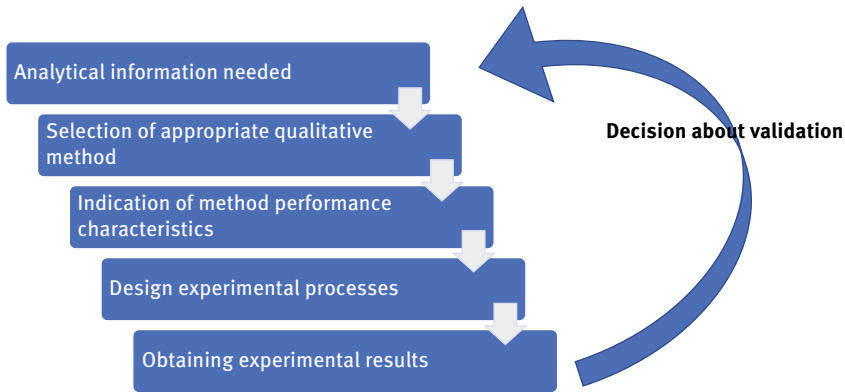 Analytical information needed
Selection of appropriate qualitative
method
Indication of method performance
characteristics
Design experimental processes
Obtaining experimental results
Decision about validation